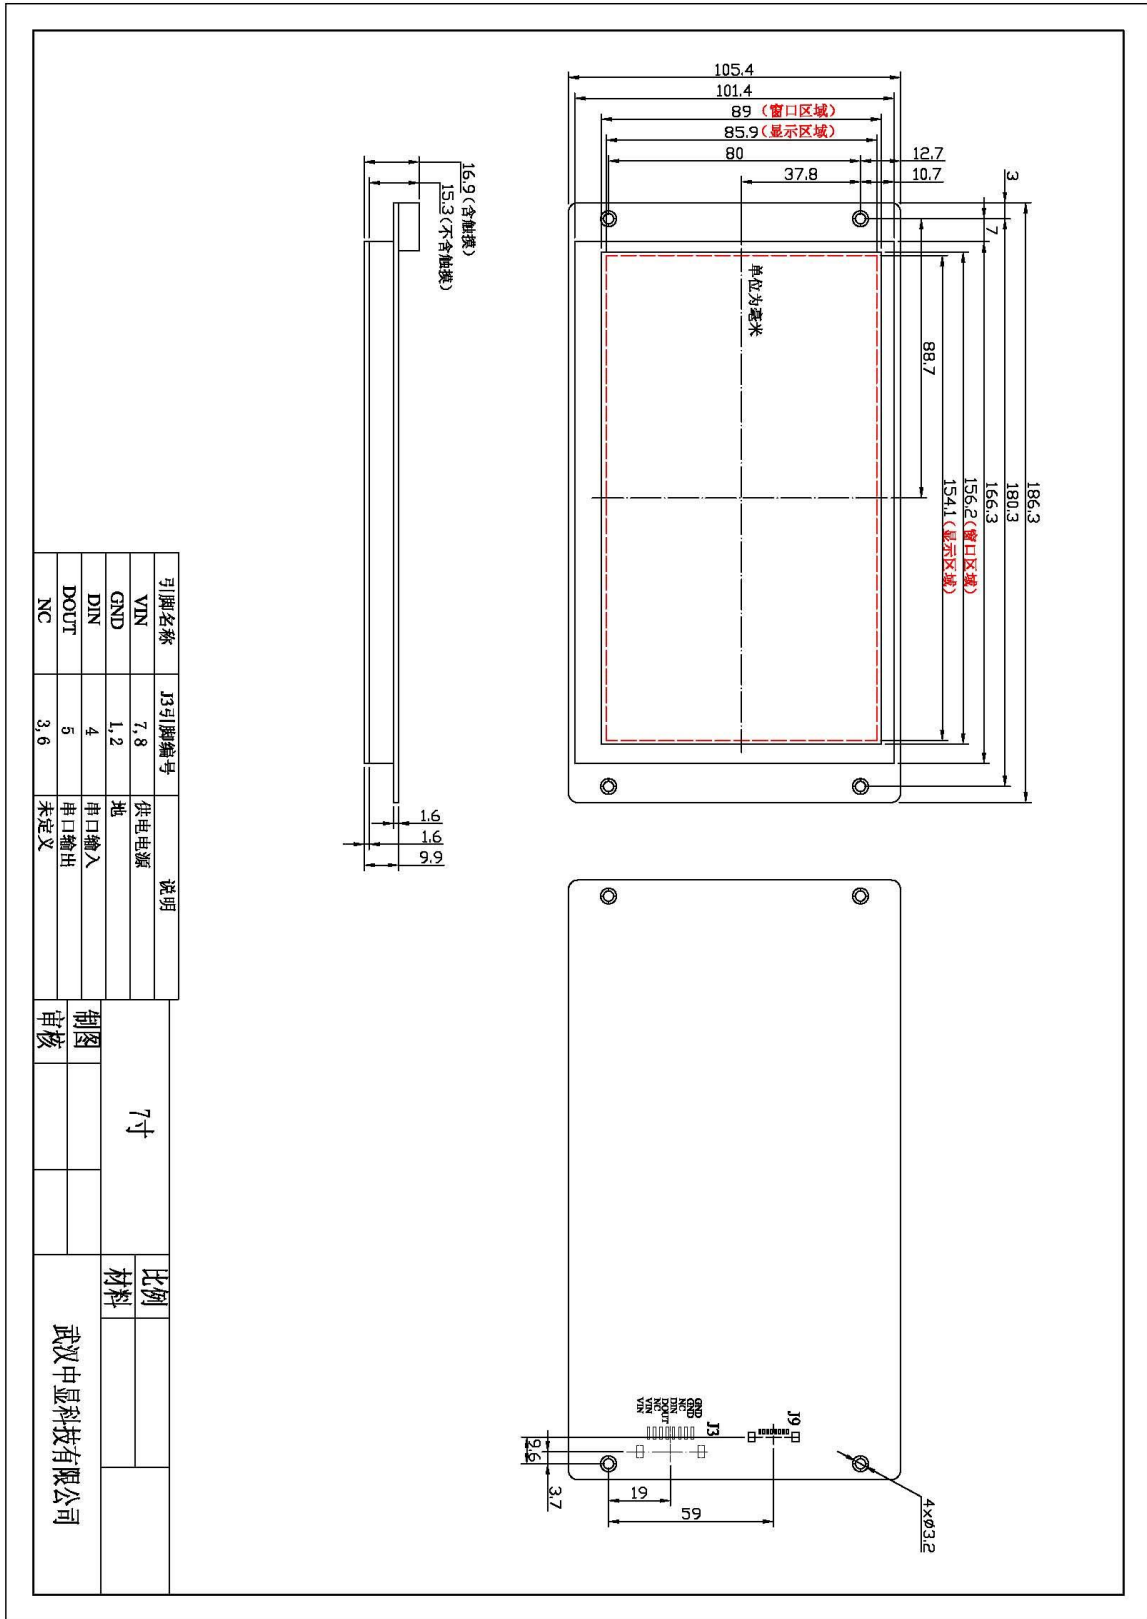 105.4
101.4
89（窗口区域）
85.9（显示区域）
80
12.7
37.8
10.7
3
7
16.9（含触摸）
15.3（不含触摸）
单位为毫米
88.7
154.1（显示区域）
156.2（窗口区域）
166.3
180.3
186.3
1.6
1.6
9.9
引脚名称 J3引脚编号 说明
VIN 7,8 供电电源
GND 1,2 地
DIN 4 串口输入
DOUT 5 串口输出
NC 3,6 未定义
7寸
制图
审核
比例
材料
武汉中显科技有限公司
J9
J3
GND
GND
NC
DIN
DOUT
NC
VIN
VIN
9.6
3.7
19
59
4xØ3.2